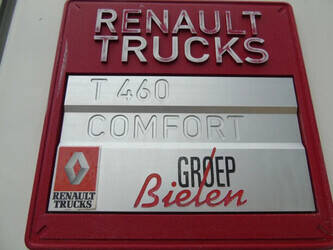 RENAULT
TRUCKS
T 460
COMFORT
GROEP
Bielen
RENAULT
TRUCKS